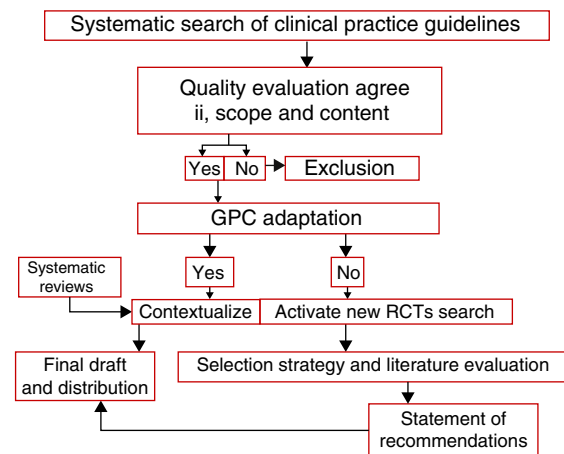 Systematic search of clinical practice guidelines
Quality evaluation agree
ii, scope and content
Yes No Exclusion
GPC adaptation
Yes No
Systematic
reviews
Contextualize Activate new RCTs search
Final draft
and distribution
Selection strategy and literature evaluation
Statement of
recommendations